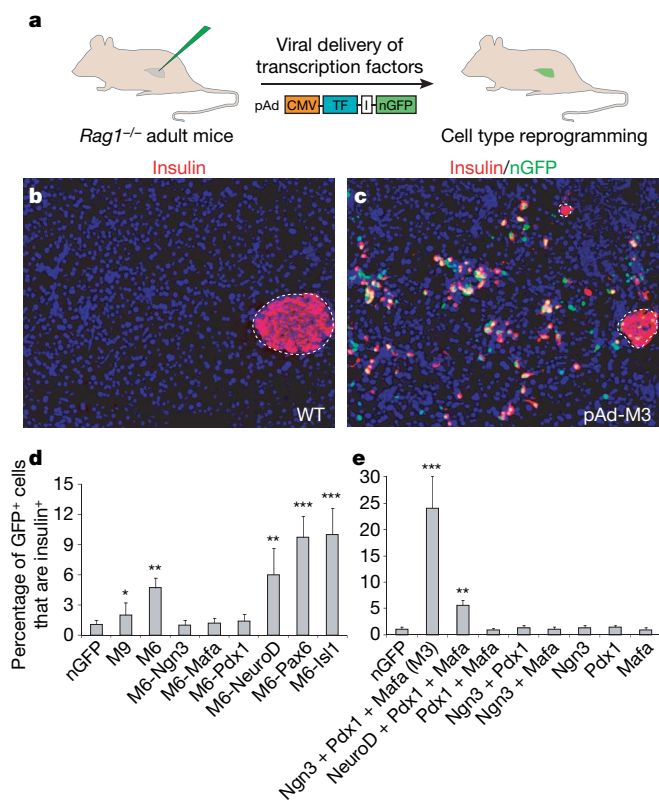 a
Viral delivery of
transcription factors
pAd CMV TF I nGFP
Rag1–/– adult mice
Cell type reprogramming
Insulin
Insulin/nGFP
b
c
WT
pAd-M3
d
e
Percentage of GFP+ cells
that are insulin+
15
12
9
6
3
0
*
**
**
***
***
nGFP
M9
M6
M6-Ngn3
M6-Mafa
M6-Pdx1
M6-NeuroD
M6-Pax6
M6-Isl1
30
25
20
15
10
5
0
***
**
nGFP
Ngn3 + Pdx1 + Mafa (M3)
NeuroD + Pdx1 + Mafa
Pdx1 + Mafa
Ngn3 + Pdx1
Ngn3 + Mafa
Ngn3
Pdx1
Mafa